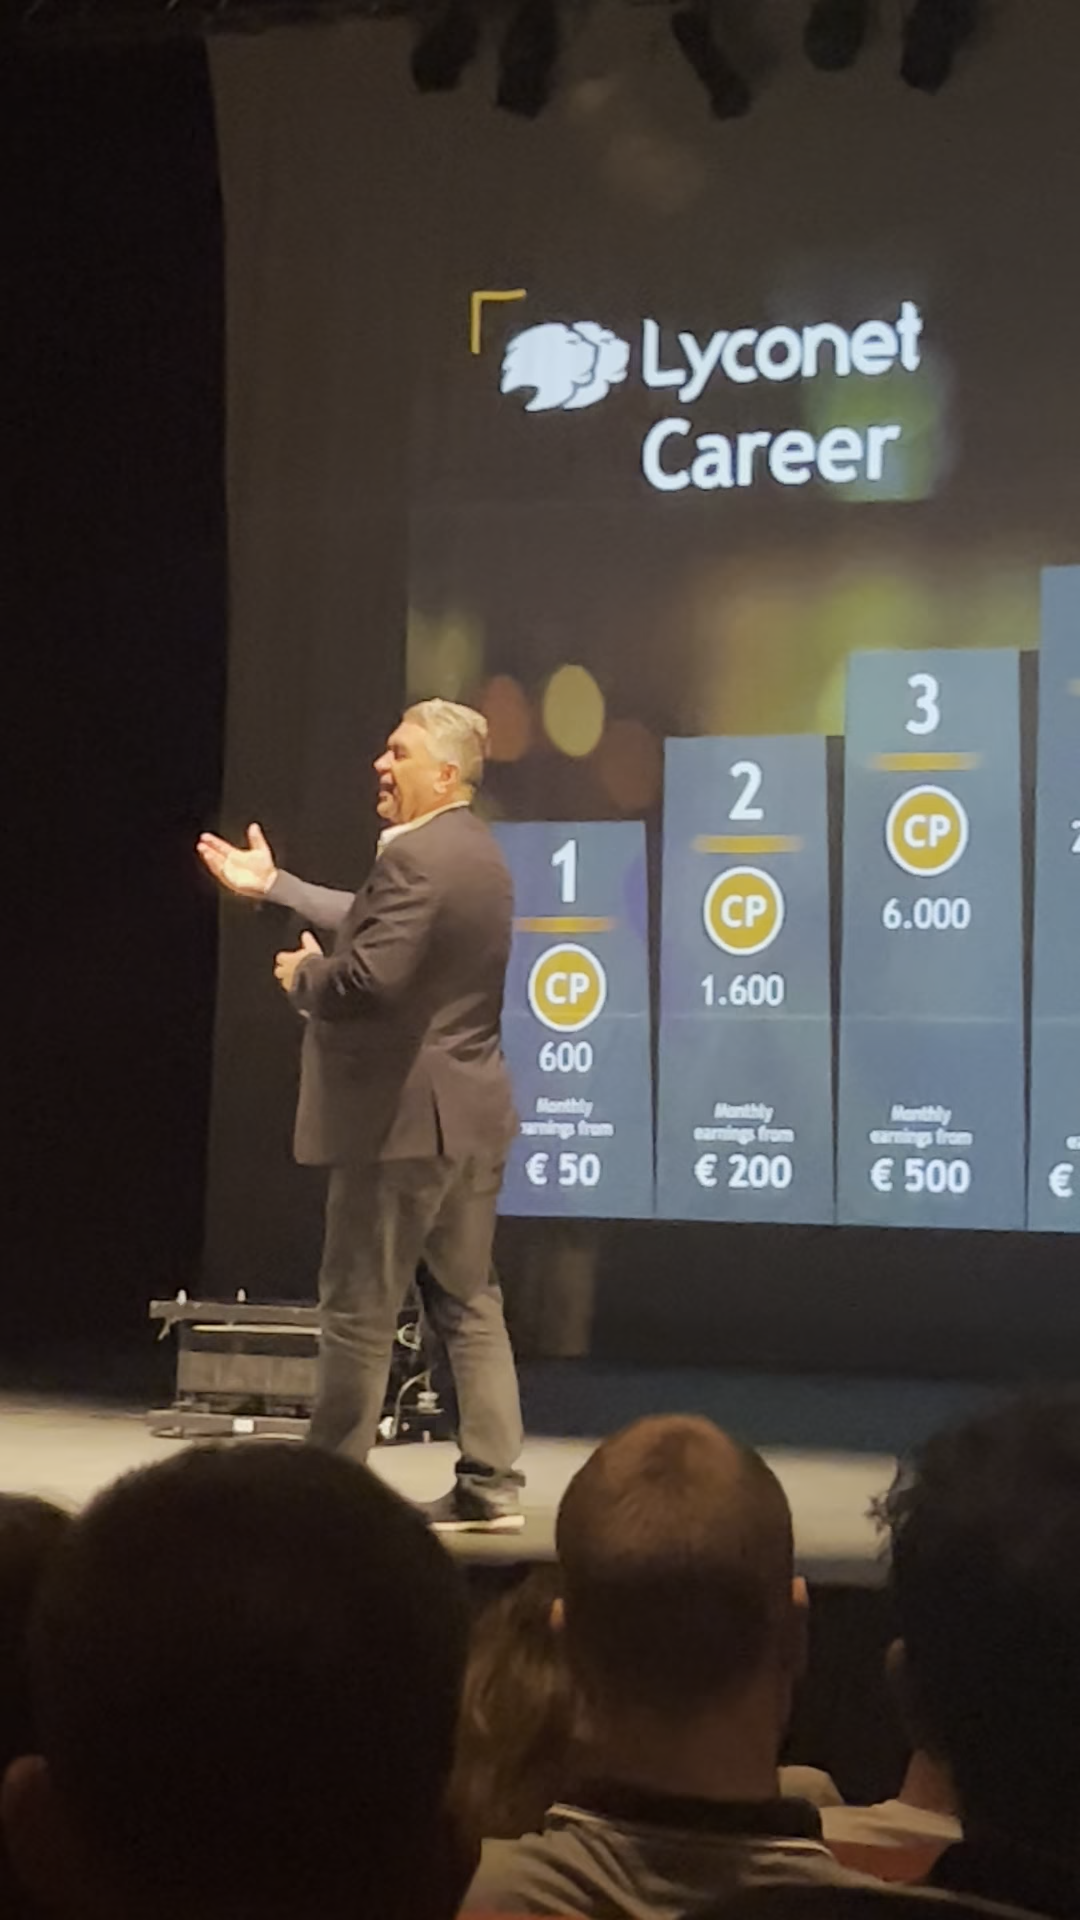 Lyconet
Career
1
CP
600
Monthly
earnings from
€ 50
2
CP
1.600
Monthly
earnings from
€ 200
3
CP
6.000
Monthly
earnings from
€ 500
€